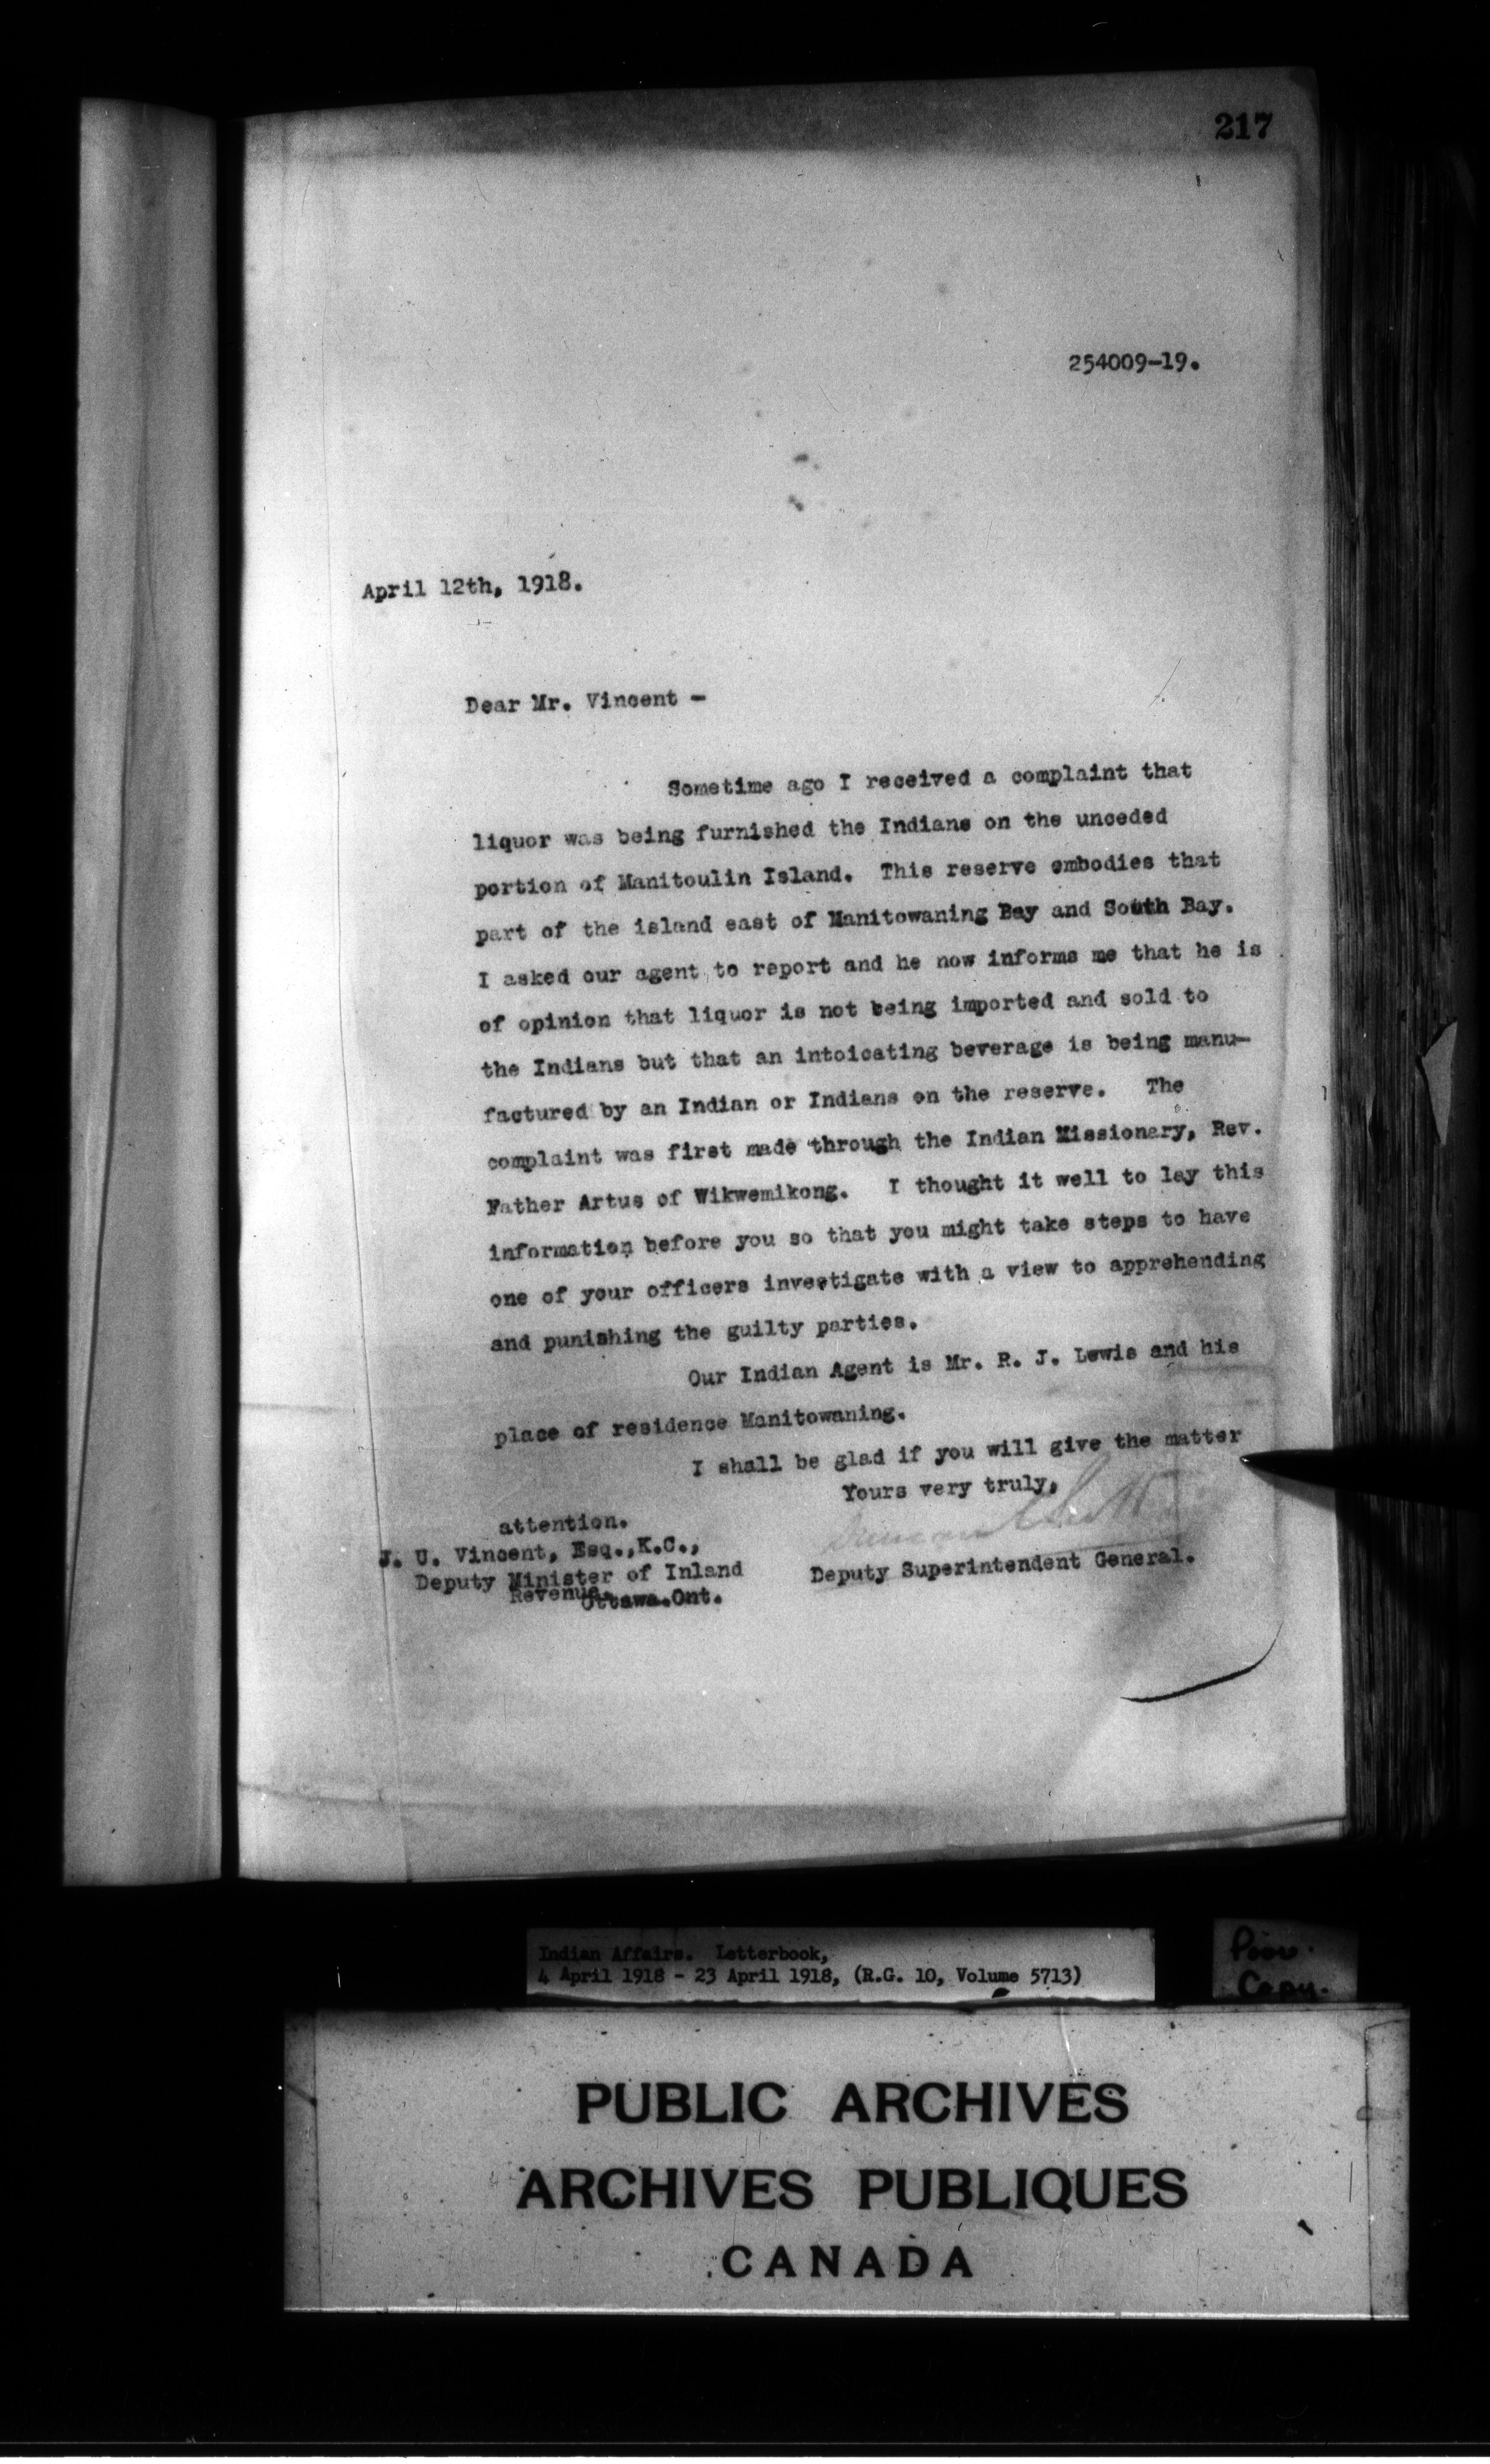 217
254009-19.
April 12th, 1918.
Dear Mr. Vincent -
Sometime ago I received a complaint that
liquor was being furnished the Indians on the unceded
portion of Manitoulin Island. This reserve embodies that
part of the island east of Manitowaning Bay and South Bay.
I asked our agent to report and he now informs me that he is
of opinion that liquor is not being imported and sold to
the Indians but that an intoicating beverage is being manu-
factured by an Indian or Indians on the reserve. The
complaint was first made through the Indian Missionary, Rev.
Father Artus of Wikwemikong. I thought it well to lay this
information before you so that you might take steps to have
one of your officers investigate with a view to apprehending
and punishing the guilty parties.
Our Indian Agent is Mr. R. J. Lewis and his
place of residence Manitowaning.
I shall be glad if you will give the matter
attention.
Yours very truly,
Duncan C Scott
Deputy Superintendent General.
J. U. Vincent, Esq.,K.C.,
Deputy Minister of Inland
Revenue,
Ottawa.Ont.
Indian Affairs. Letterbook,
4 April 1918 - 23 April 1918, (R.G. 10, Volume 5713)
Poor
Copy.
PUBLIC ARCHIVES
ARCHIVES PUBLIQUES
CANADA